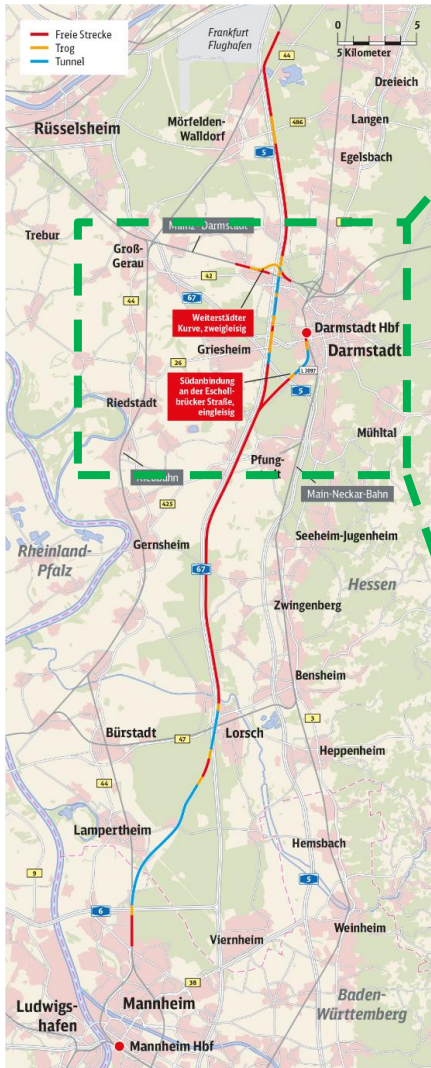 Freie Strecke
Trog
Tunnel
Frankfurt
Flughafen
0
5
5 Kilometer
44
Dreieich
Rüsselsheim
Mörfelden-
Walldorf
486
Langen
5
Egelsbach
Trebur
Mainz-Darmstadt
Groß-
Gerau
42
44
67
Weiterstädter
Kurve, zweigleisig
Darmstadt Hbf
Darmstadt
Griesheim
26
L 3097
Südanbindung
an der Escholl-
brücker Straße,
eingleisig
5
Riedstadt
Mühltal
Pfung-
Main-Neckar-Bahn
425
Seeheim-Jugenheim
Gernsheim
Rheinland-
Pfalz
67
Hessen
Zwingenberg
Bensheim
3
Bürstadt
47
Lorsch
Heppenheim
44
Lampertheim
Hemsbach
9
5
6
Weinheim
Viernheim
38
Mannheim
Ludwigs-
hafen
Baden-
Württemberg
Mannheim Hbf